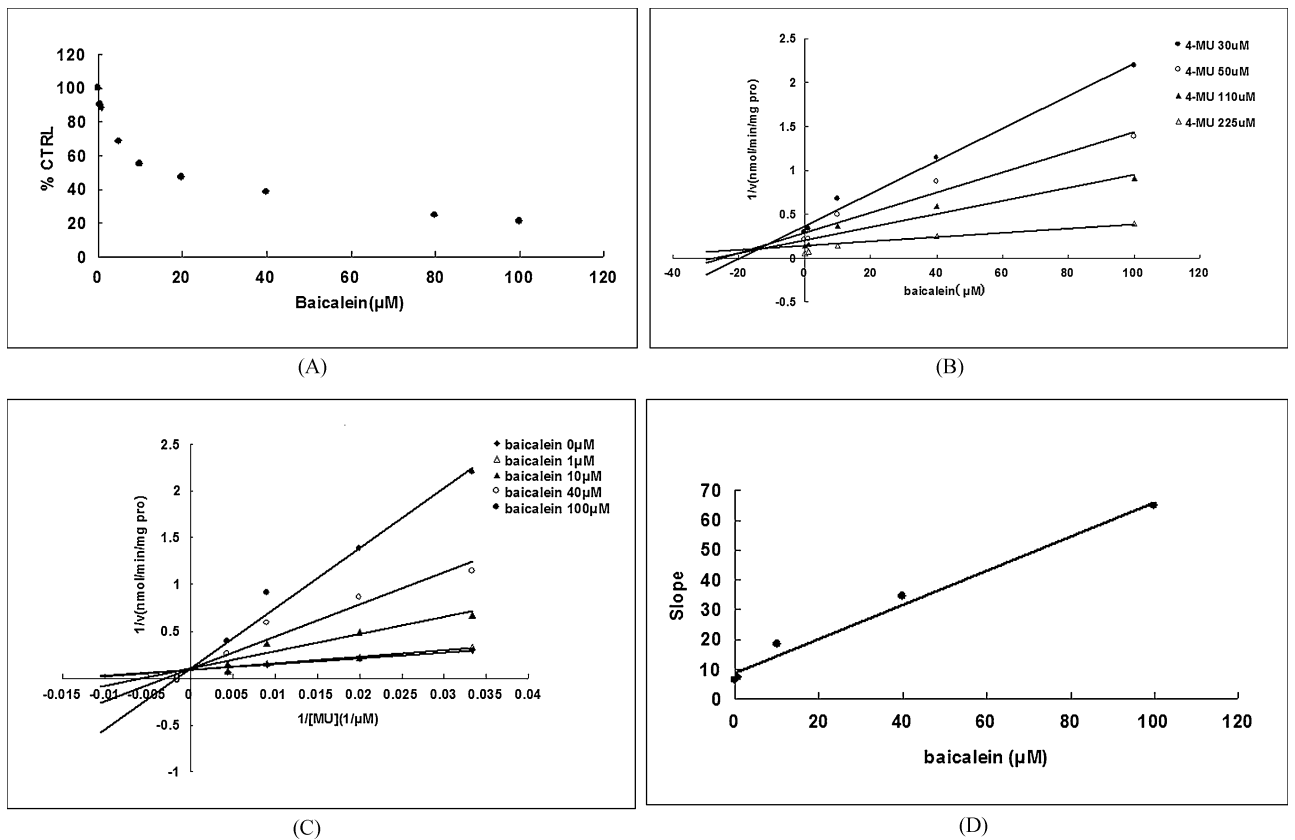 120
100
80
60
40
20
0
% CTRL
0 20 40 60 80 100 120
Baicalein(µM)
(A)
2.5
2
1.5
1
0.5
0
-0.5
1/v(nmol/min/mg pro)
-40 -20 0 20 40 60 80 100 120
baicalein( µM)
4-MU 30uM
4-MU 50uM
4-MU 110uM
4-MU 225uM
(B)
2.5
2
1.5
1
0.5
0
-0.5
-1
1/v(nmol/min/mg pro)
-0.015 -0.01 -0.005 0 0.005 0.01 0.015 0.02 0.025 0.03 0.035 0.04
1/[MU](1/µM)
baicalein 0µM
baicalein 1µM
baicalein 10µM
baicalein 40µM
baicalein 100µM
(C)
70
60
50
40
30
20
10
0
Slope
0 20 40 60 80 100 120
baicalein (µM)
(D)